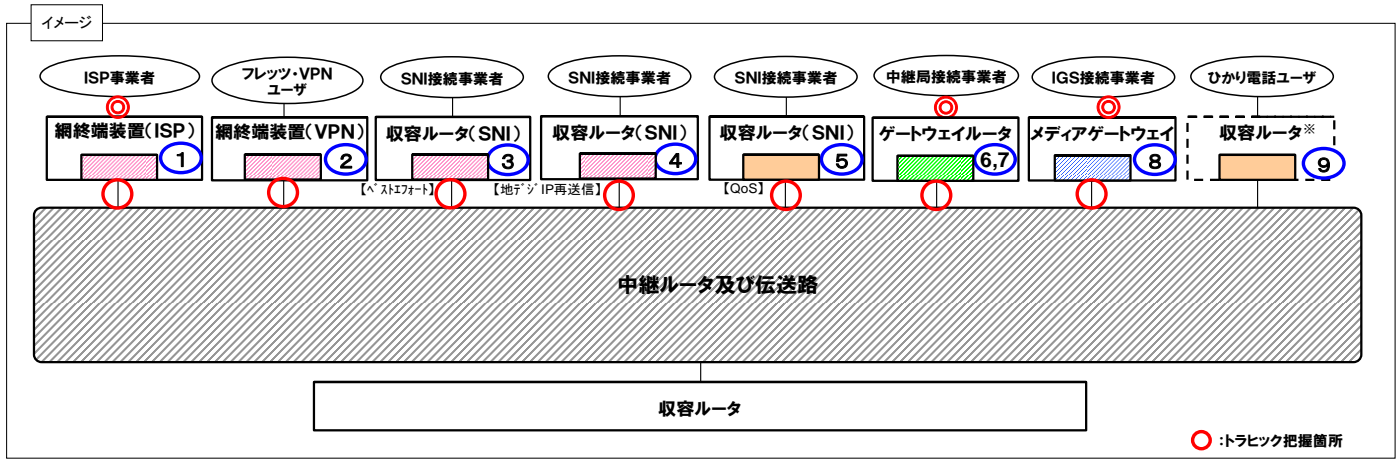 イメージ
ISP事業者
フレッツ・VPN
ユーザ
SNI接続事業者
SNI接続事業者
SNI接続事業者
中継局接続事業者
IGS接続事業者
ひかり電話ユーザ
網終端装置(ISP)
網終端装置(VPN)
収容ルータ(SNI)
収容ルータ(SNI)
収容ルータ(SNI)
ゲートウェイルータ
メディアゲートウェイ
収容ルータ※
1
2
3
4
5
6,7
8
9
【ベストエフォート】
【地デジIP再送信】
【QoS】
中継ルータ及び伝送路
収容ルータ
:トラヒック把握箇所